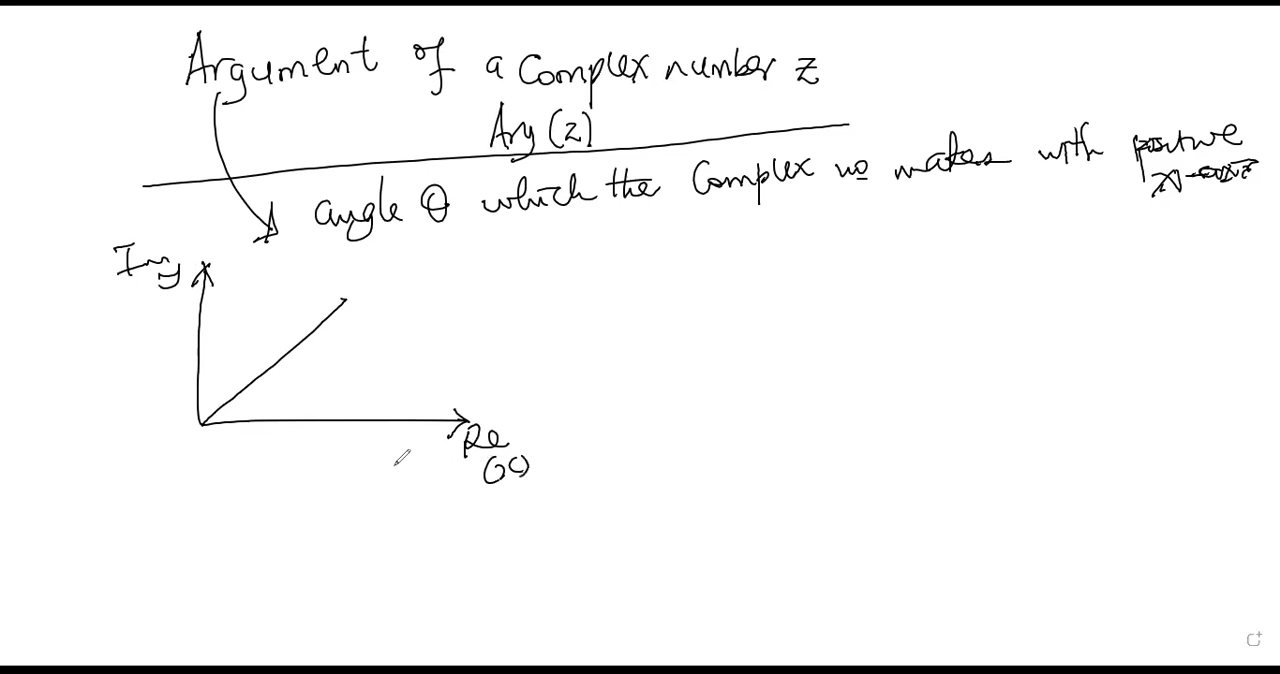 Argument of a Complex number z
Arg (z)
angle θ which the Complex no makes with positive x-axis
Im y
Re
(x)